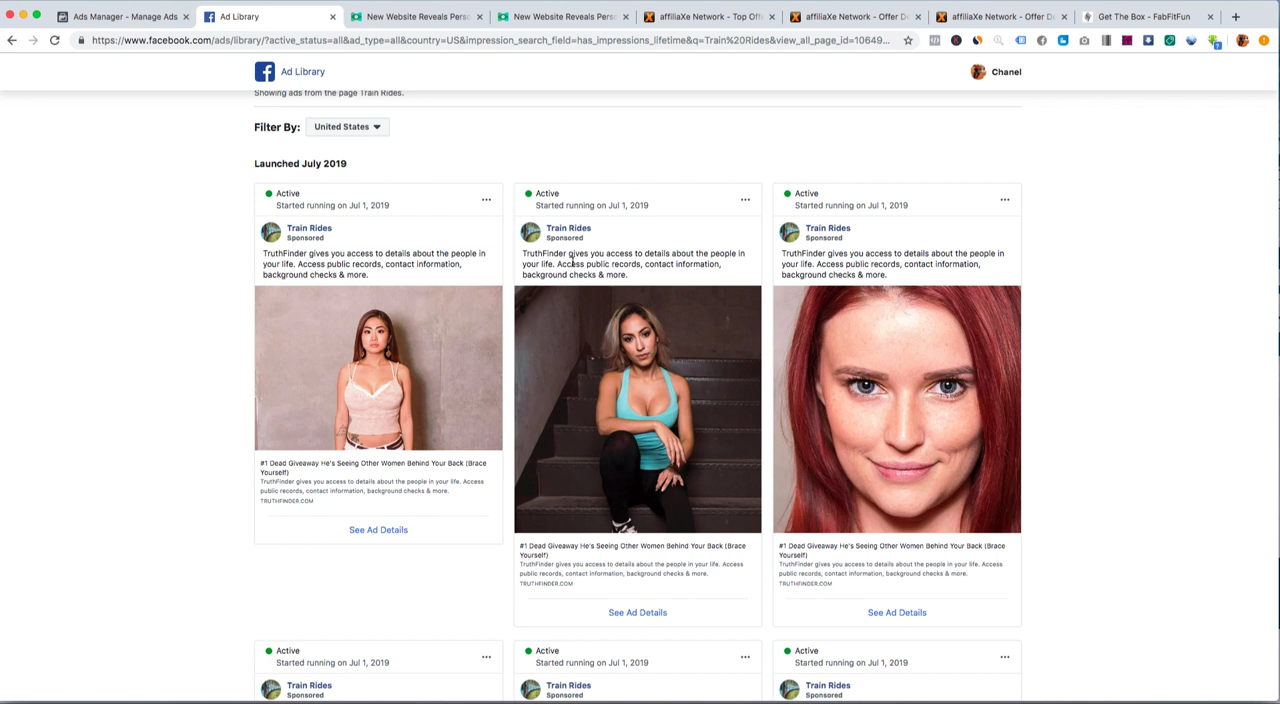 Ads Manager - Manage Ads
Ad Library
New Website Reveals Pers
New Website Reveals Pers
affiliaXe Network - Top Off
affiliaXe Network - Offer De
affiliaXe Network - Offer De
Get The Box - FabFitFun
https://www.facebook.com/ads/library/?active_status=all&ad_type=all&country=US&impression_search_field=has_impressions_lifetime&q=Train%20Rides&view_all_page_id=10649...
Ad Library
Chanel
Showing ads from the page Train Rides.
Filter By:
United States
Launched July 2019
Active
Started running on Jul 1, 2019
Train Rides
Sponsored
TruthFinder gives you access to details about the people in
your life. Access public records, contact information,
background checks & more.
#1 Dead Giveaway He's Seeing Other Women Behind Your Back (Brace
Yourself)
TruthFinder gives you access to details about the people in your life. Access
public records, contact information, background checks & more.
TRUTHFINDER.COM
See Ad Details
Active
Started running on Jul 1, 2019
Train Rides
Sponsored
TruthFinder gives you access to details about the people in
your life. Access public records, contact information,
background checks & more.
#1 Dead Giveaway He's Seeing Other Women Behind Your Back (Brace
Yourself)
TruthFinder gives you access to details about the people in your life. Access
public records, contact information, background checks & more.
TRUTHFINDER.COM
See Ad Details
Active
Started running on Jul 1, 2019
Train Rides
Sponsored
TruthFinder gives you access to details about the people in
your life. Access public records, contact information,
background checks & more.
#1 Dead Giveaway He's Seeing Other Women Behind Your Back (Brace
Yourself)
TruthFinder gives you access to details about the people in your life. Access
public records, contact information, background checks & more.
TRUTHFINDER.COM
See Ad Details
Active
Started running on Jul 1, 2019
Train Rides
Sponsored
Active
Started running on Jul 1, 2019
Train Rides
Sponsored
Active
Started running on Jul 1, 2019
Train Rides
Sponsored